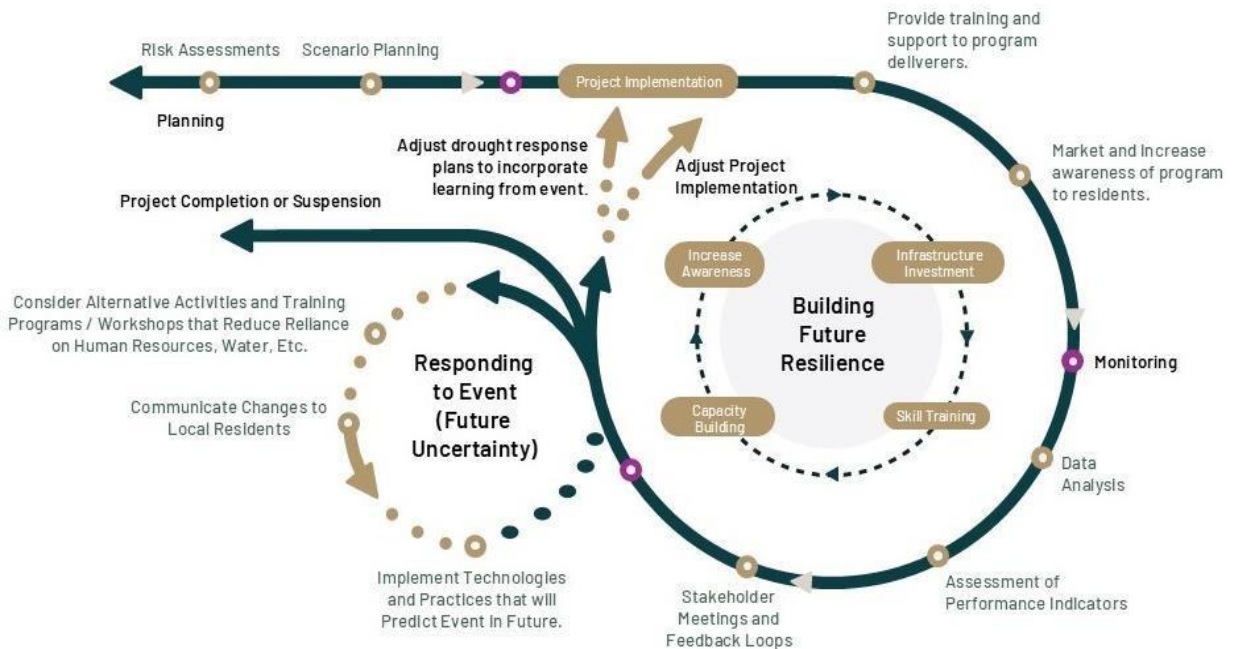 Risk Assessments
Scenario Planning
Planning
Project Implementation
Provide training and
support to program
deliverers.
Market and Increase
awareness of program
to residents.
Adjust drought response
plans to incorporate
learning from event.
Adjust Project
Implementation
Project Completion or Suspension
Increase
Awareness
Infrastructure
Investment
Building
Future
Resilience
Capacity
Building
Skill Training
Monitoring
Consider Alternative Activities and Training
Programs / Workshops that Reduce Reliance
on Human Resources, Water, Etc.
Responding
to Event
(Future
Uncertainty)
Communicate Changes to
Local Residents
Data
Analysis
Implement Technologies
and Practices that will
Predict Event in Future.
Stakeholder
Meetings and
Feedback Loops
Assessment of
Performance Indicators